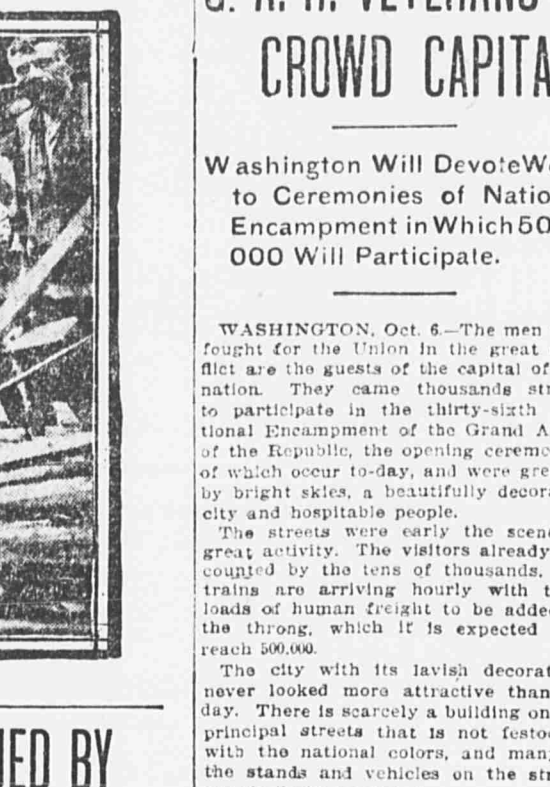 G. A. R. VETERANS
CROWD CAPITA
Washington Will DevoteWe
to Ceremonies of Natio
Encampment in Which 50
000 Will Participate.
WASHINGTON, Oct. 6.—The men
fought for the Union in the great
flict are the guests of the capital of
nation. They came thousands str
to participate in the thirty-sixth
tional Encampment of the Grand A
of the Republic, the opening ceremo
of which occur to-day, and were gre
by bright skies, a beautifully decora
city and hospitable people.
The streets were early the scene
great activity. The visitors already
counted by the tens of thousands,
trains are arriving hourly with t
loads of human freight to be adde
the throng, which it is expected
reach 500,000.
The city with its lavish decorat
never looked more attractive than
day. There is scarcely a building on
principal streets that is not festoo
with the national colors, and many
the stands and vehicles on the str
NED BY